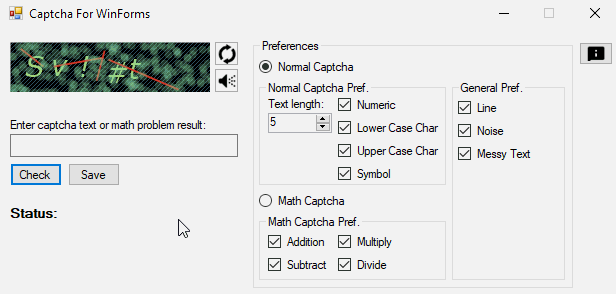 Captcha For WinForms
Sv!#t
Enter captcha text or math problem result:
Check
Save
Status:
Preferences
Normal Captcha
Normal Captcha Pref.
Text length:
5
Numeric
Lower Case Char
Upper Case Char
Symbol
General Pref.
Line
Noise
Messy Text
Math Captcha
Math Captcha Pref.
Addition
Multiply
Subtract
Divide